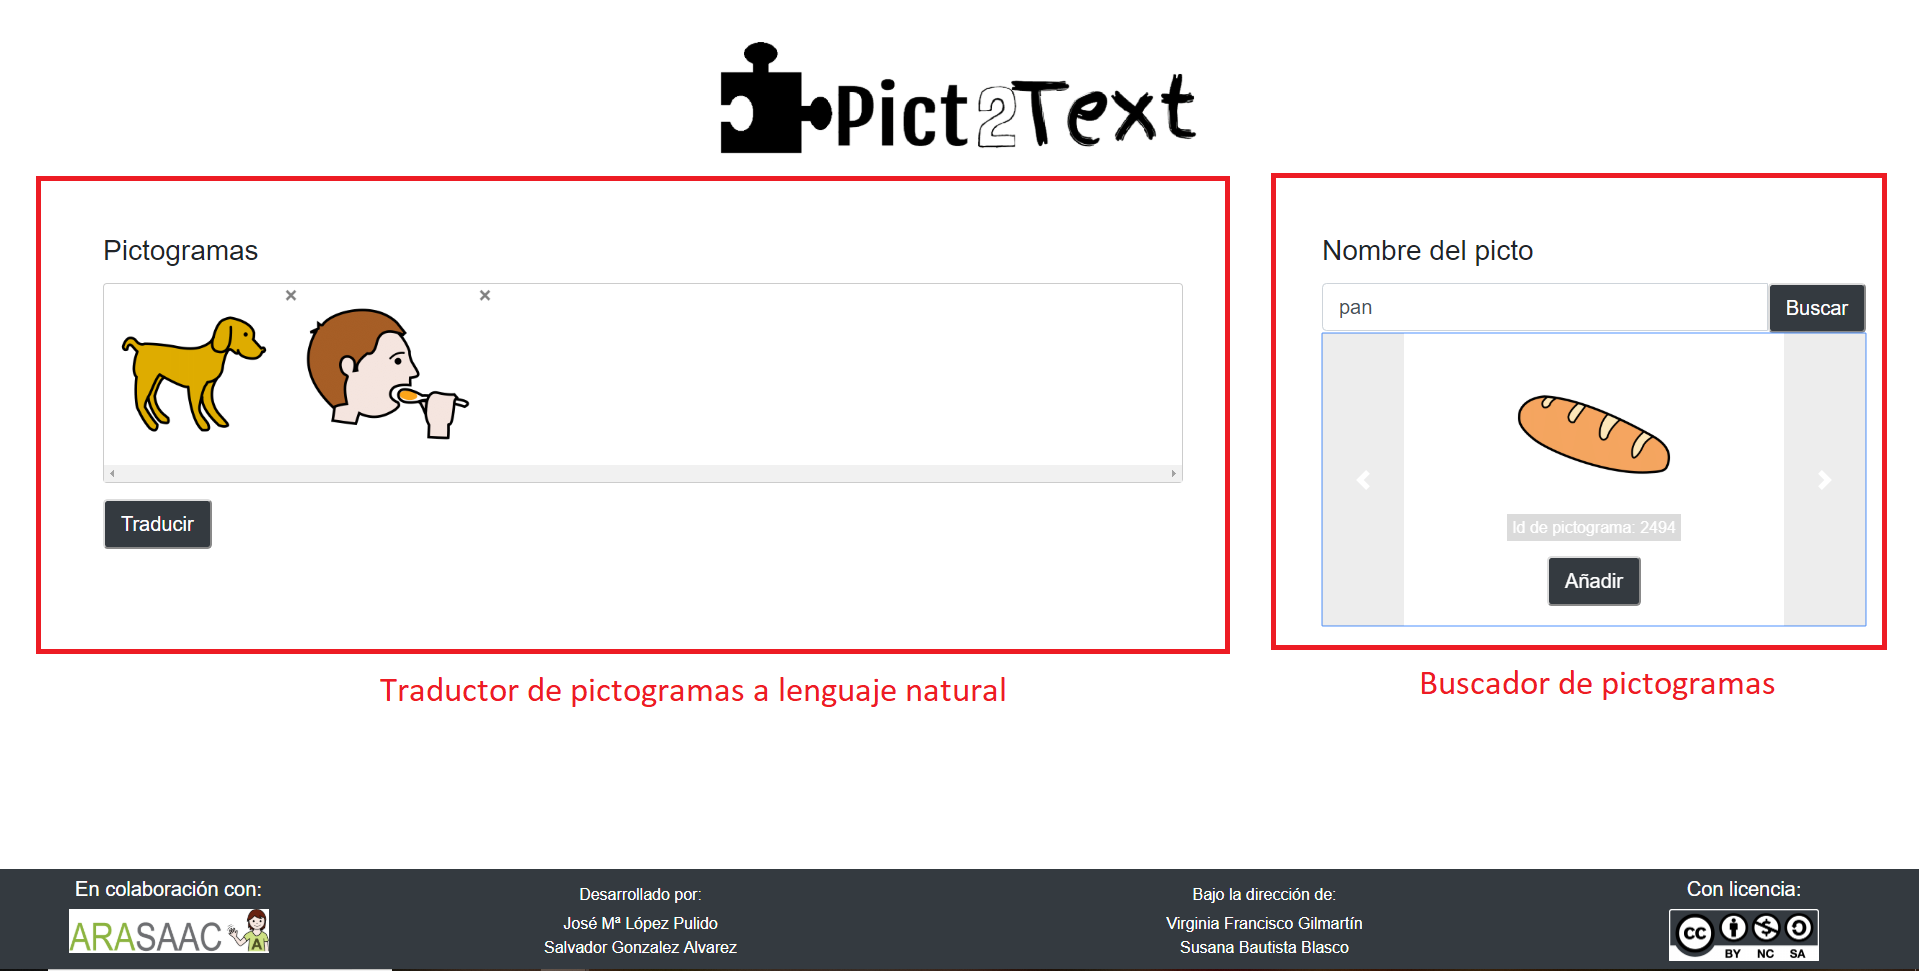 Pict2Text
Pictogramas
Traducir
Traductor de pictogramas a lenguaje natural
Nombre del picto
pan
Buscar
Id de pictograma: 2494
Añadir
Buscador de pictogramas
En colaboración con:
ARASAAC
A
Desarrollado por:
José Mª López Pulido
Salvador Gonzalez Alvarez
Bajo la dirección de:
Virginia Francisco Gilmartín
Susana Bautista Blasco
Con licencia:
cc
BY NC SA